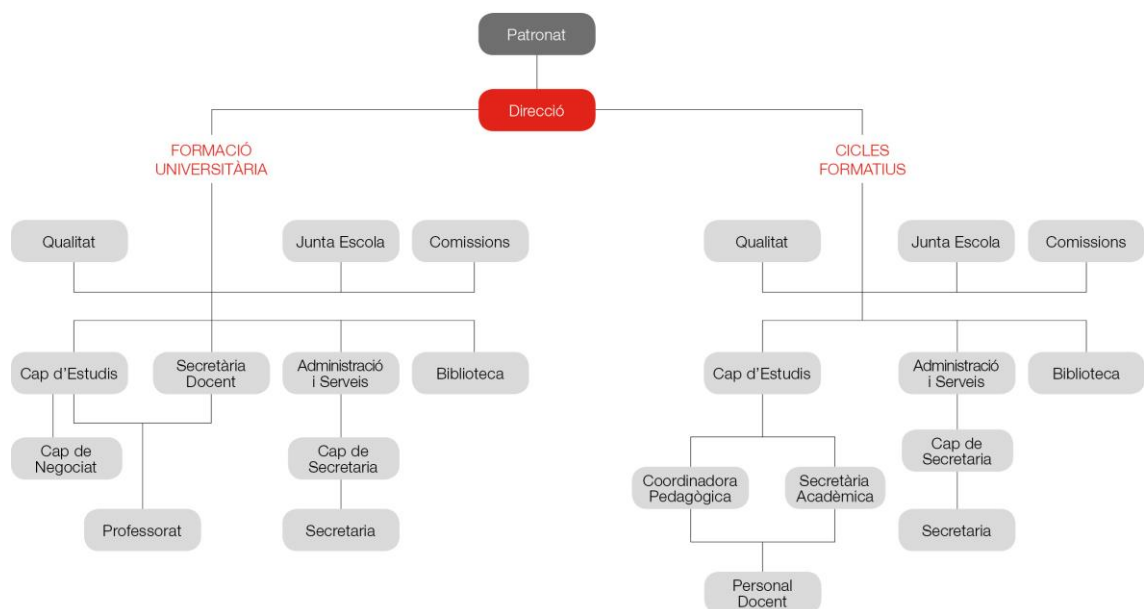 Patronat
Direcció
FORMACIÓ
UNIVERSITÀRIA
CICLES
FORMATIUS
Qualitat
Junta Escola
Comissions
Qualitat
Junta Escola
Comissions
Cap d'Estudis
Secretària
Docent
Administració
i Serveis
Biblioteca
Cap d'Estudis
Administració
i Serveis
Biblioteca
Cap de
Negociat
Cap de
Secretaria
Coordinadora
Pedagògica
Secretària
Acadèmica
Cap de
Secretaria
Professorat
Secretaria
Secretaria
Personal
Docent